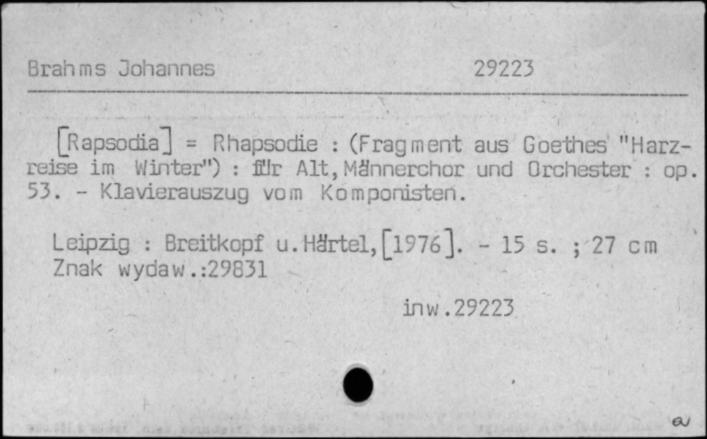 Brahms Johannes 29223
[Rapsodia] = Rhapsodie : (Fragment aus Goethes "Harz-
reise im Winter") : für Alt, Männerchor und Orchester : op.
53. - Klavierauszug vom Komponisten.
Leipzig : Breitkopf u. Härtel, [1976]. - 15 s. ; 27 cm
Znak wydaw.:29831
inw.29223